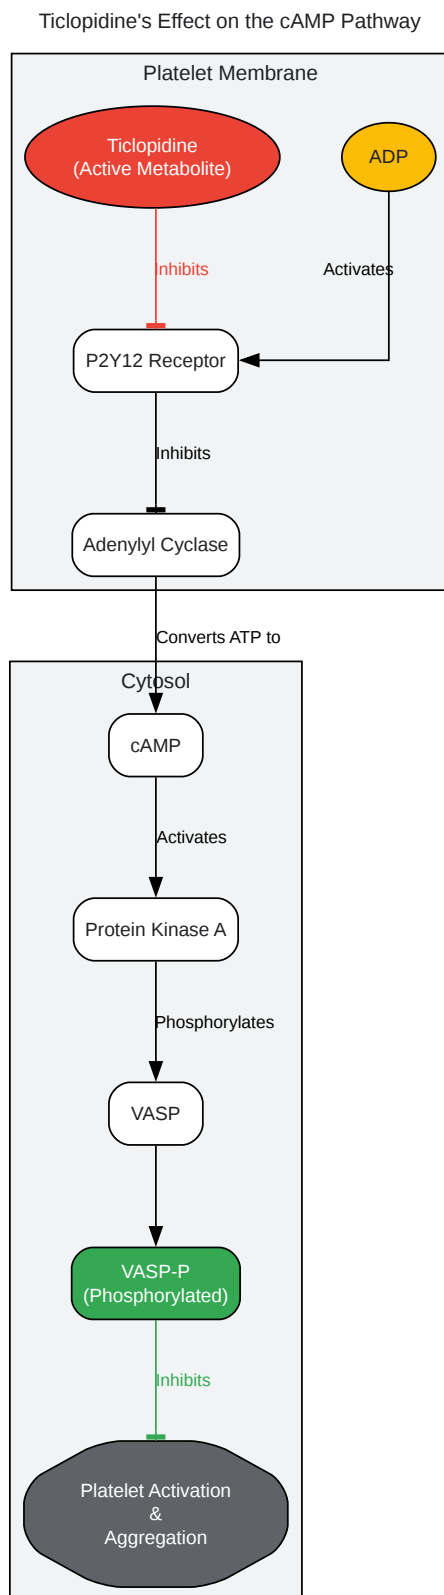 Ticlopidine's Effect on the cAMP Pathway
Platelet Membrane
Ticlopidine
(Active Metabolite)
ADP
Inhibits
Activates
P2Y12 Receptor
Inhibits
Adenylyl Cyclase
Converts ATP to
Cytosol
cAMP
Activates
Protein Kinase A
Phosphorylates
VASP
VASP-P
(Phosphorylated)
Inhibits
Platelet Activation
&
Aggregation